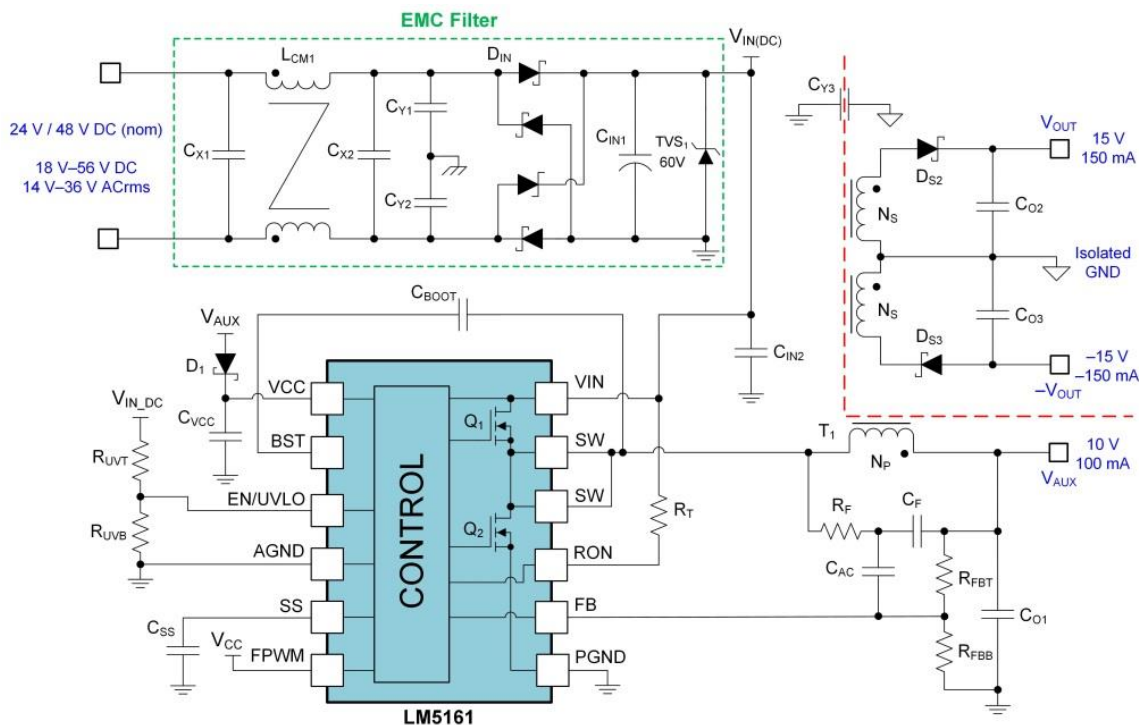 EMC Filter
LCM1
DIN
VIN(DC)
CY3
24 V / 48 V DC (nom)
18 V–56 V DC
14 V–36 V ACrms
CX1
CX2
CY1
CY2
CIN1
TVS1
60V
VOUT
15 V
150 mA
DS2
NS
CO2
Isolated
GND
NS
CO3
DS3
–15 V
–150 mA
–VOUT
CBOOT
CIN2
VAUX
D1
VCC
VIN
CVCC
Q1
VIN_DC
BST
SW
RUVT
EN/UVLO
SW
RT
Q2
RUVB
AGND
RON
CONTROL
SS
FB
CSS
VCC
FPWM
PGND
LM5161
T1
NP
10 V
100 mA
VAUX
RF
CF
CAC
RFBT
RFBB
CO1